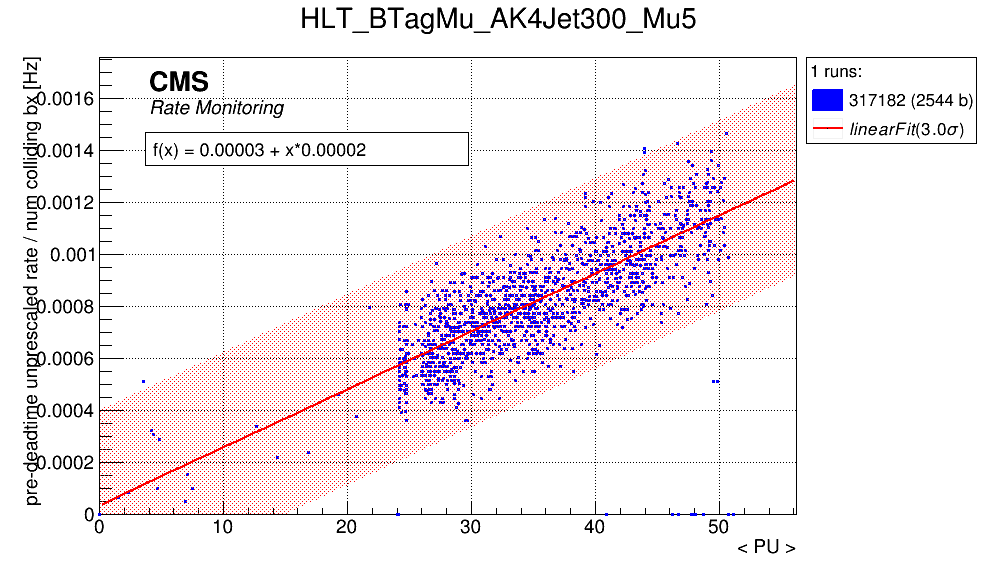 HLT_BTagMu_AK4Jet300_Mu5
pre-deadtime unprescaled rate / num colliding bx [Hz]
CMS
Rate Monitoring
f(x) = 0.00003 + x*0.00002
1 runs:
317182 (2544 b)
linearFit(3.0σ)
0.0016
0.0014
0.0012
0.001
0.0008
0.0006
0.0004
0.0002
0
0 10 20 30 40 50
< PU >